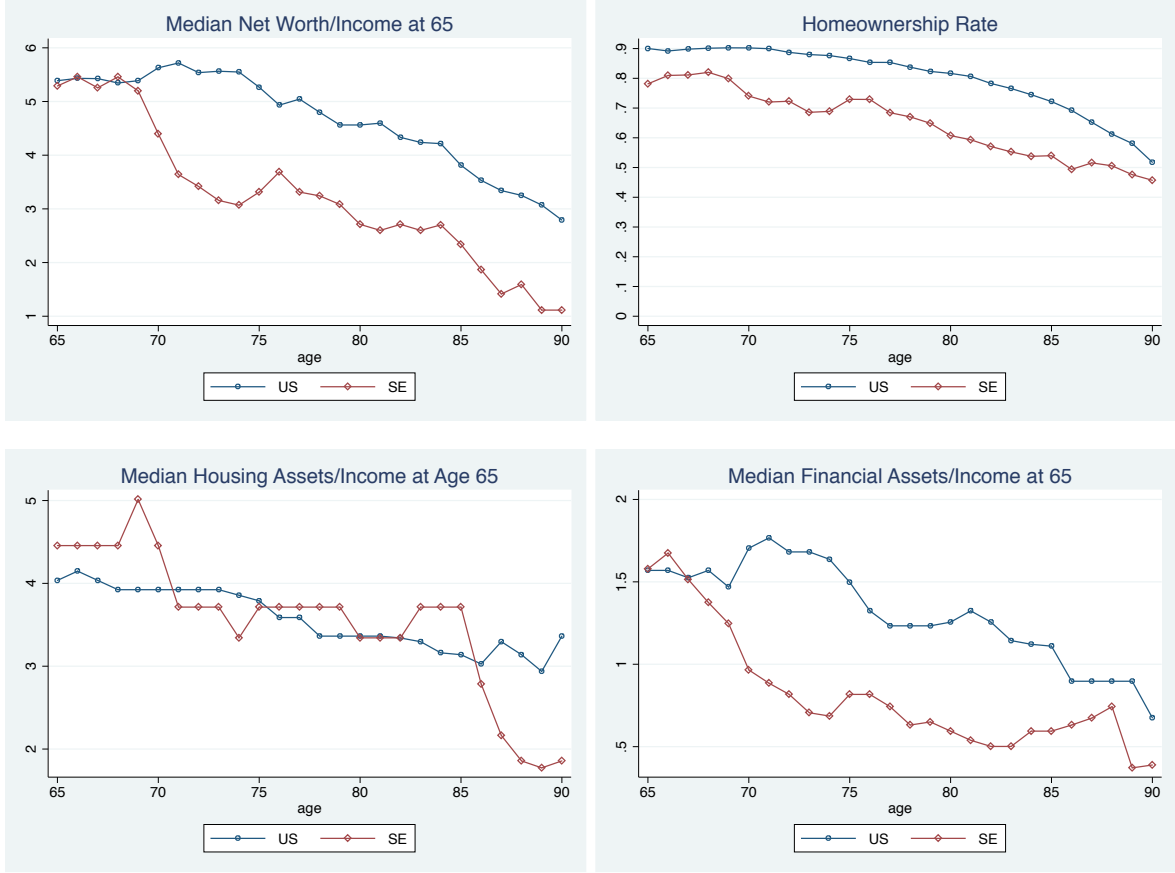 Median Net Worth/Income at 65
6
5
4
3
2
1
65 70 75 80 85 90
age
US SE
Homeownership Rate
.9
.8
.7
.6
.5
.4
.3
.2
.1
0
65 70 75 80 85 90
age
US SE
Median Housing Assets/Income at Age 65
5
4
3
2
65 70 75 80 85 90
age
US SE
Median Financial Assets/Income at 65
2
1.5
1
.5
65 70 75 80 85 90
age
US SE